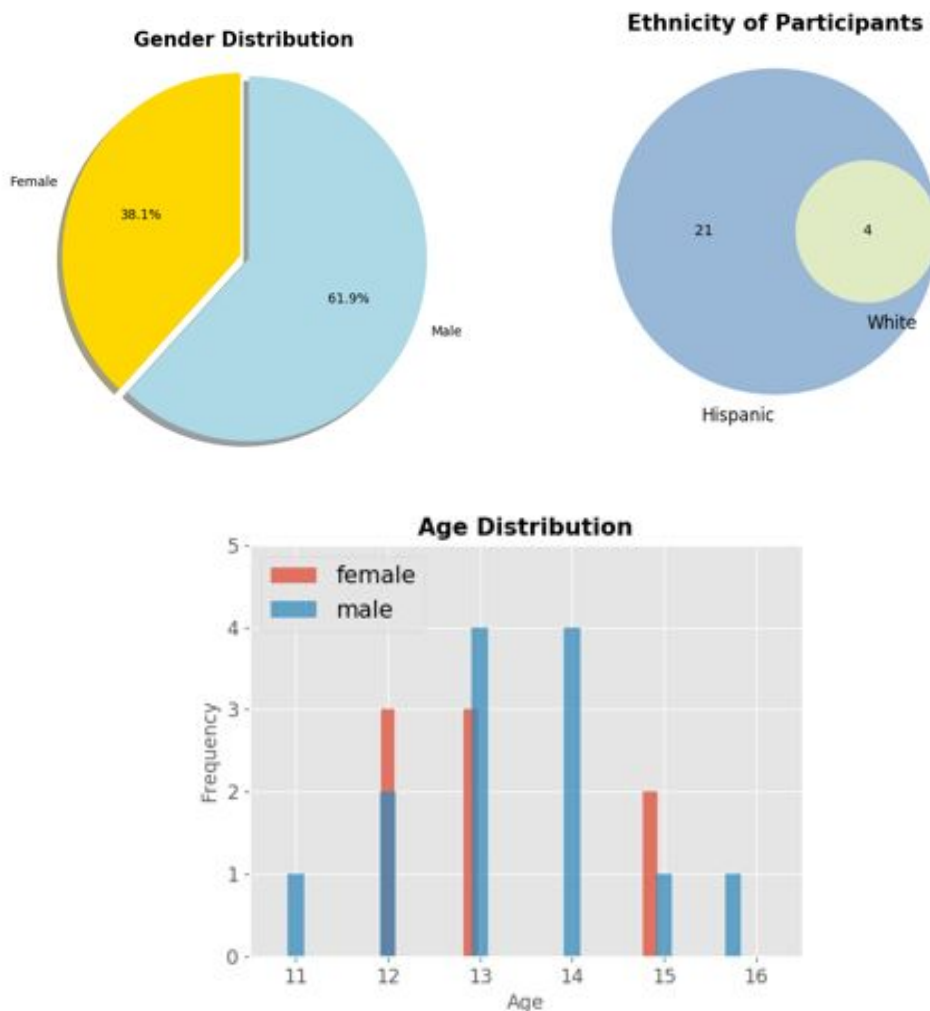 Gender Distribution
Female
38.1%
61.9%
Male
Ethnicity of Participants
21
4
White
Hispanic
Age Distribution
female
male
5
4
3
2
1
0
Frequency
11 12 13 14 15 16
Age